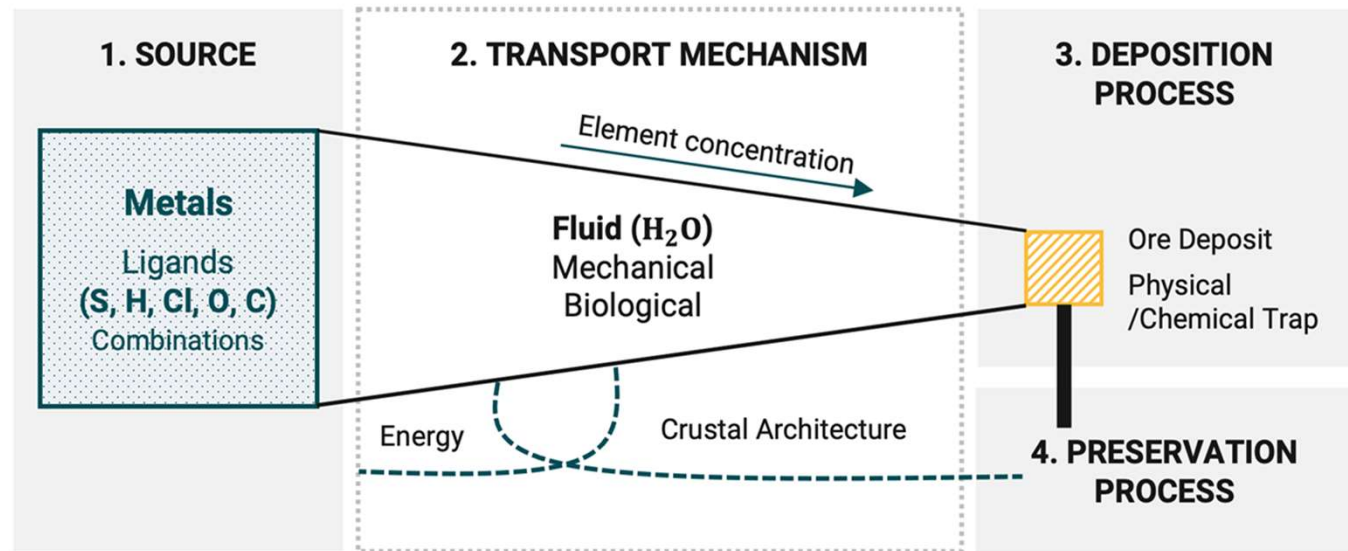 1. SOURCE
Metals
Ligands
(S, H, Cl, O, C)
Combinations
2. TRANSPORT MECHANISM
Element concentration
Fluid (H₂O)
Mechanical
Biological
Energy
Crustal Architecture
3. DEPOSITION
PROCESS
Ore Deposit
Physical
/Chemical Trap
4. PRESERVATION
PROCESS